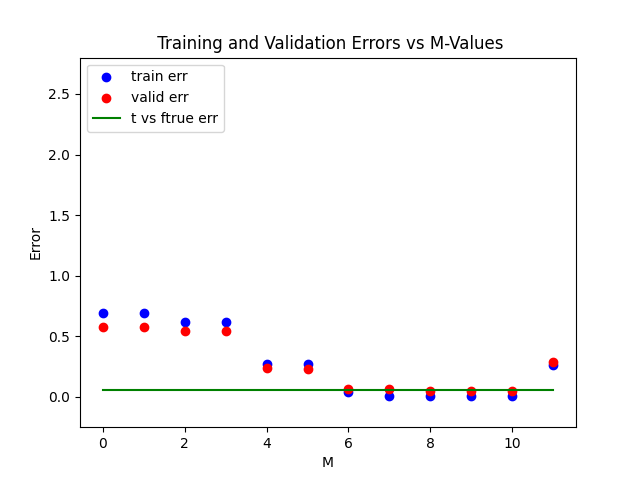 Training and Validation Errors vs M-Values
train err
valid err
t vs ftrue err
2.5
2.0
1.5
1.0
0.5
0.0
Error
0 2 4 6 8 10
M